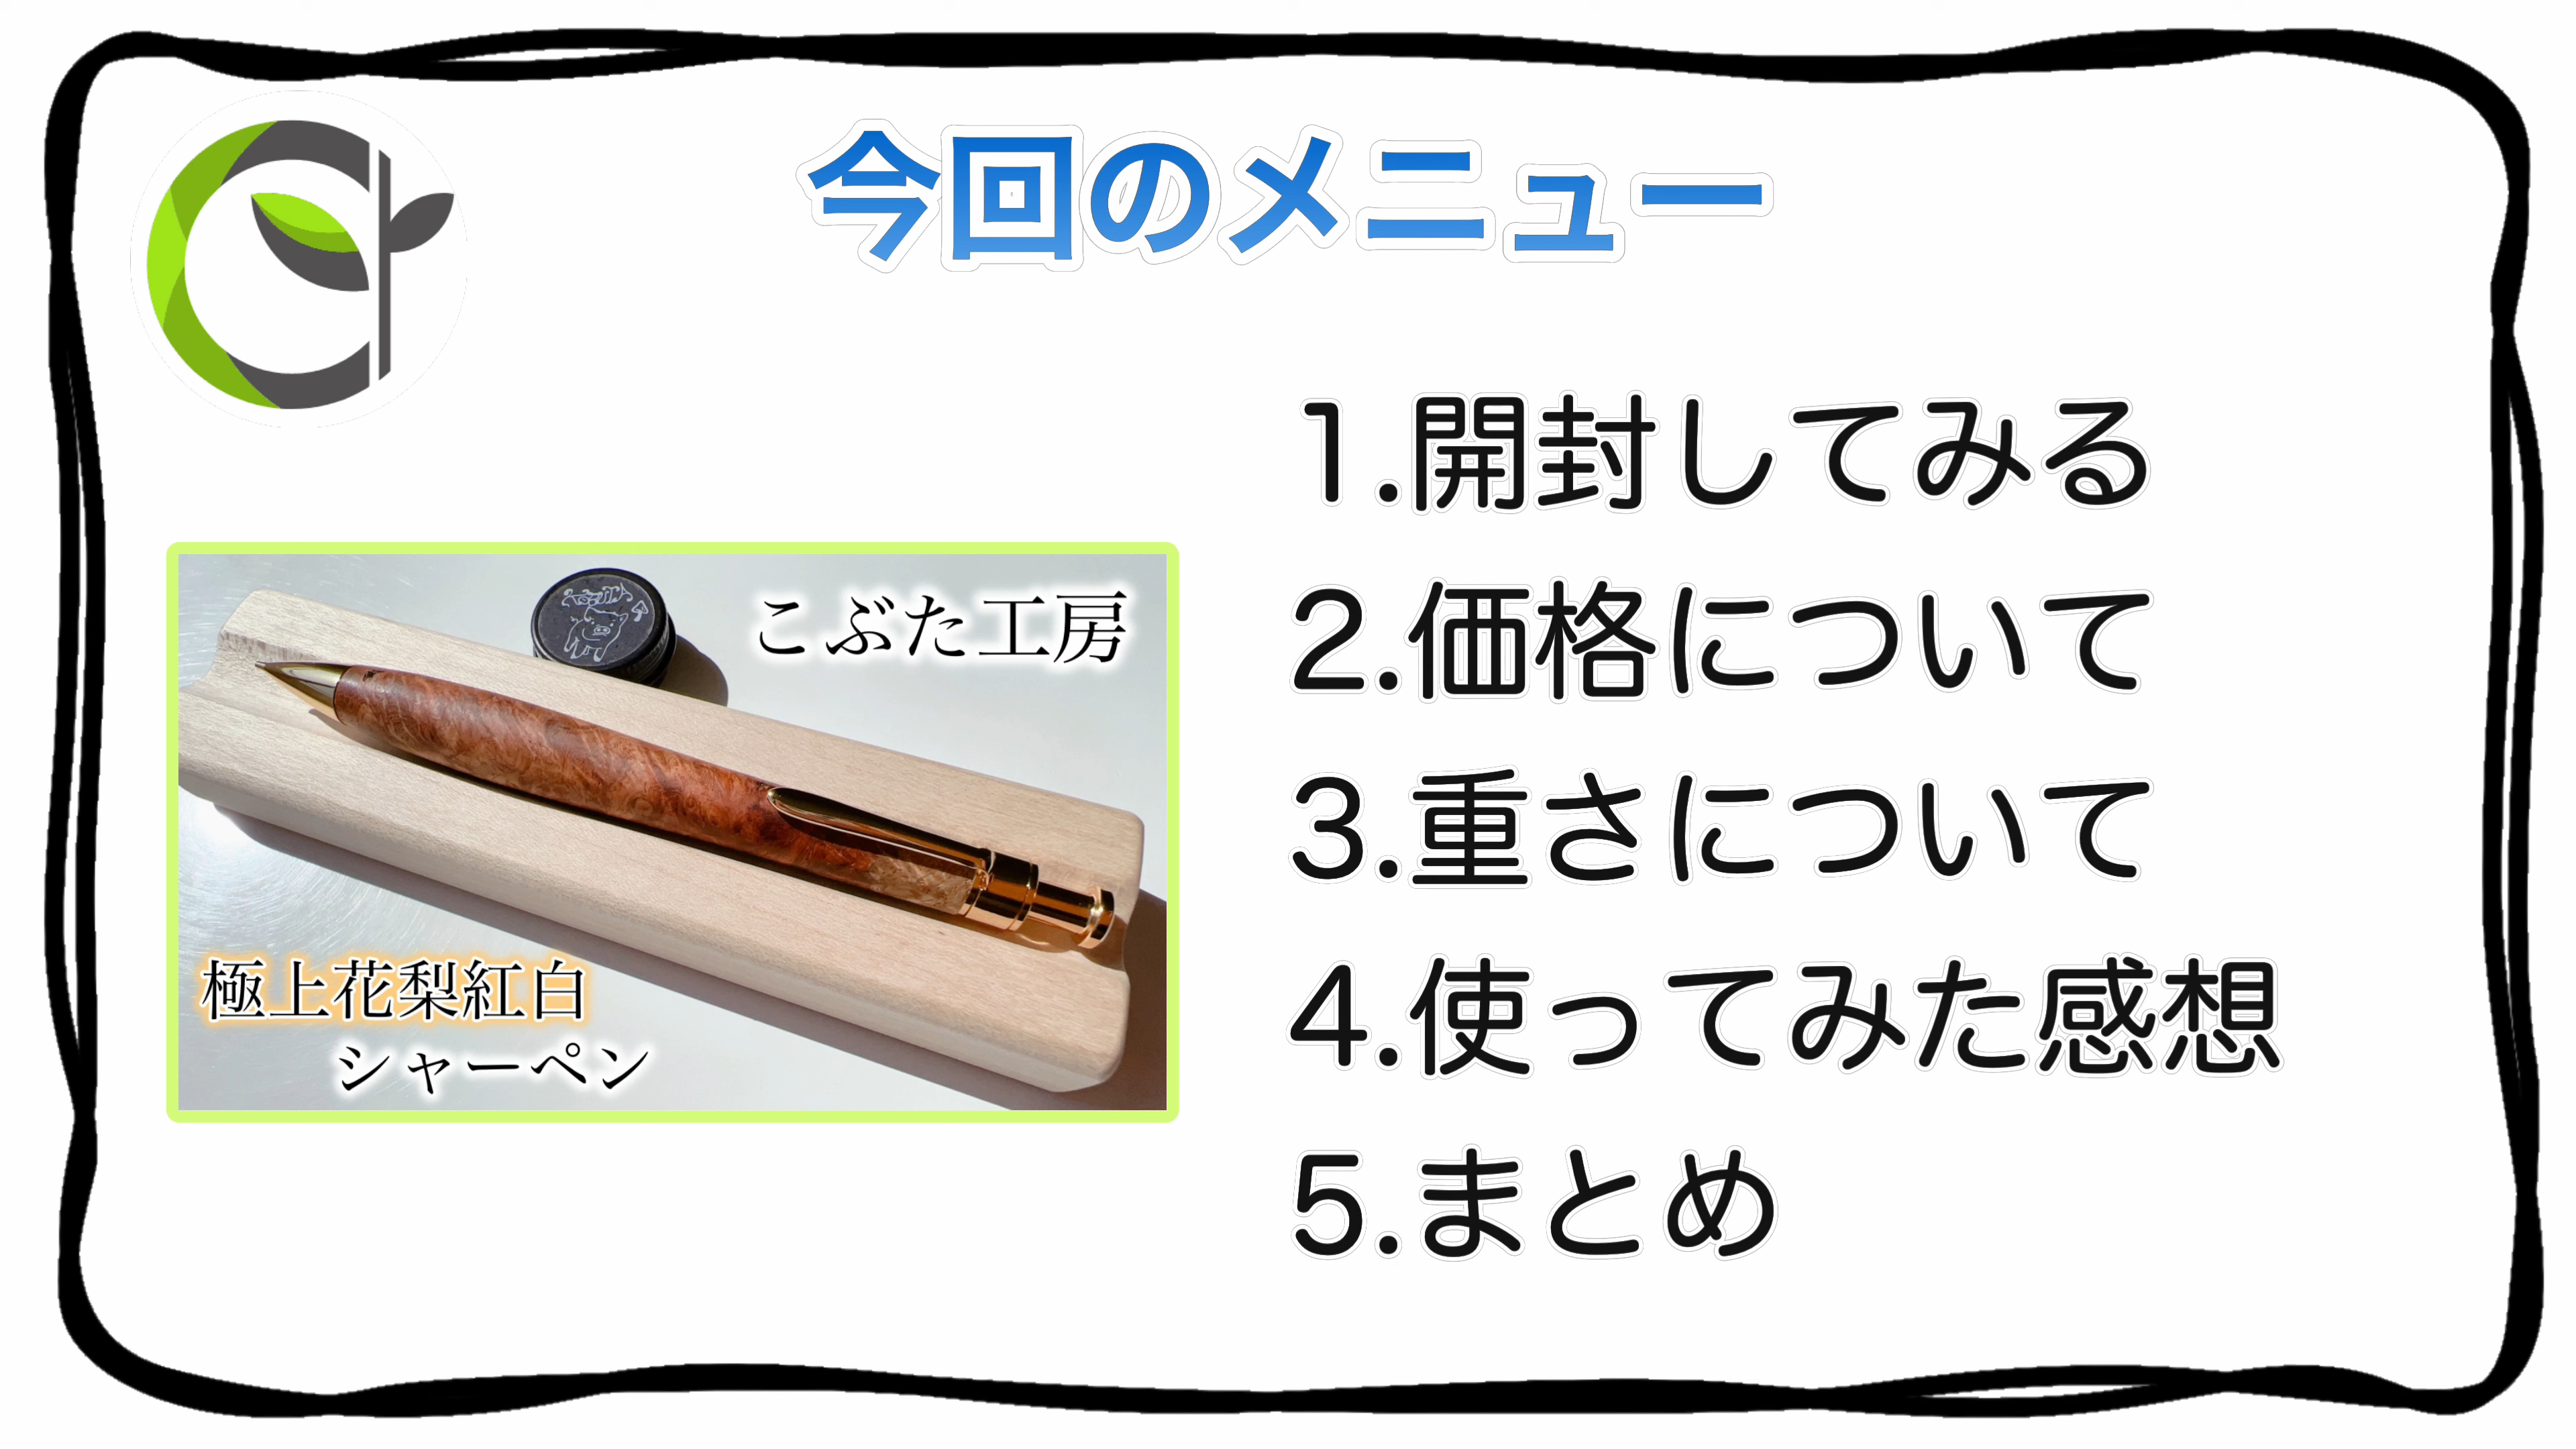 今回のメニュー
1.開封してみる
2.価格について
3.重さについて
4.使ってみた感想
5.まとめ
こぶた工房
極上花梨紅白
シャーペン